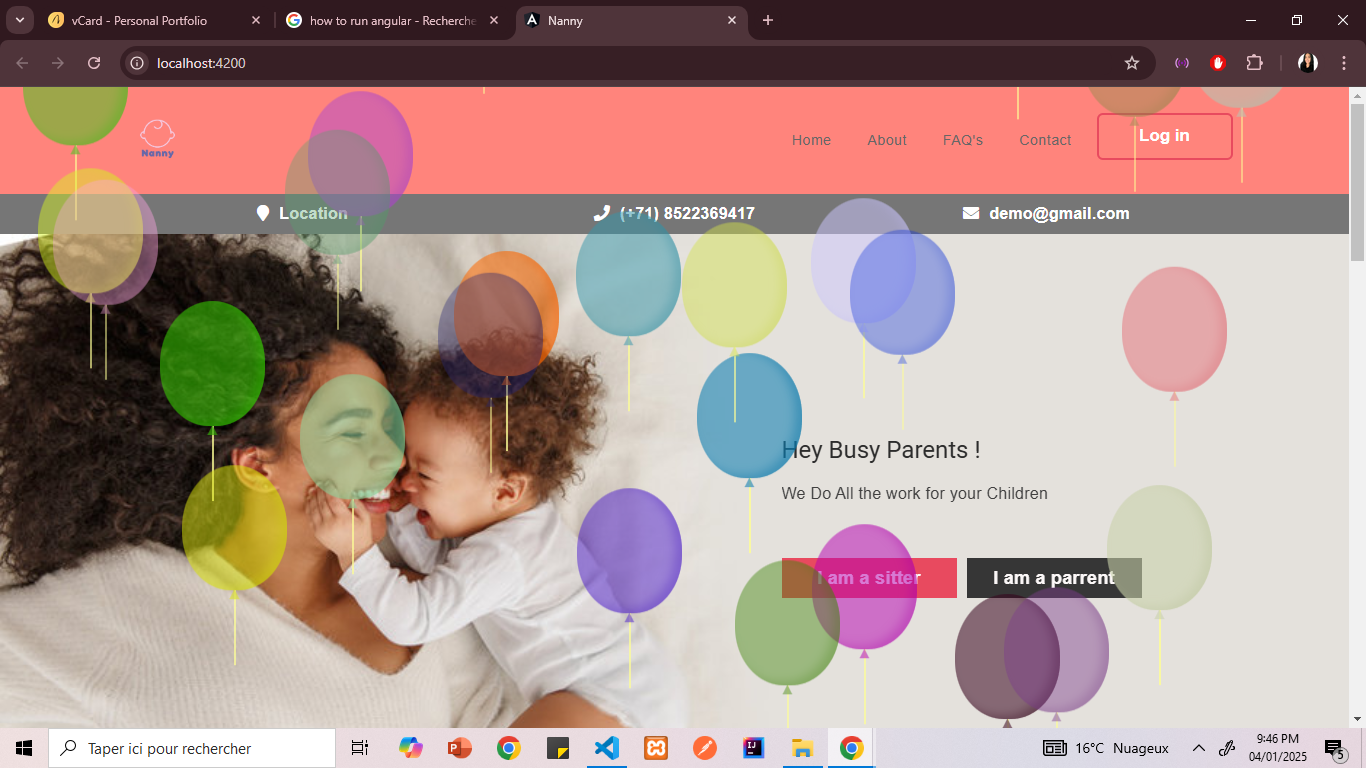 vCard - Personal Portfolio
how to run angular - Recherche
Nanny
localhost:4200
Nanny
Home
About
FAQ's
Contact
Log in
Location
(+71) 8522369417
demo@gmail.com
Hey Busy Parents !
We Do All the work for your Children
I am a sitter
I am a parrent
Taper ici pour rechercher
16°C Nuageux
9:46 PM
04/01/2025
5